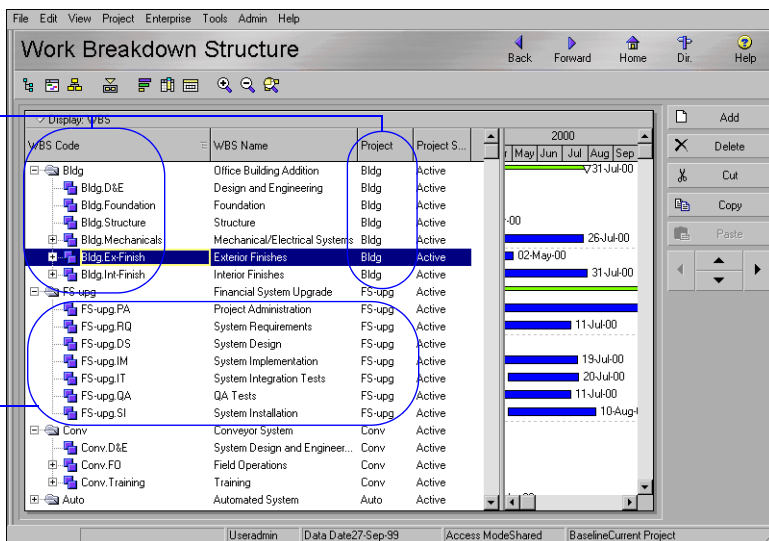 File Edit View Project Enterprise Tools Admin Help
Work Breakdown Structure
Back Forward Home Dir. Help
Display: WBS
WBS Code WBS Name Project Project S... 2000
r May Jun Jul Aug Sep
Bldg Office Building Addition Bldg Active 31-Jul-00
Bldg.D&E Design and Engineering Bldg Active
Bldg.Foundation Foundation Bldg Active
Bldg.Structure Structure Bldg Active -00
Bldg.Mechanicals Mechanical/Electrical Systems Bldg Active 26-Jul-00
Bldg.Ex-Finish Exterior Finishes Bldg Active 02-May-00
Bldg.Int-Finish Interior Finishes Bldg Active 31-Jul-00
FS-upg Financial System Upgrade FS-upg Active
FS-upg.PA Project Administration FS-upg Active
FS-upg.RQ System Requirements FS-upg Active 11-Jul-00
FS-upg.DS System Design FS-upg Active
FS-upg.IM System Implementation FS-upg Active 19-Jul-00
FS-upg.IT System Integration Tests FS-upg Active 20-Jul-00
FS-upg.QA QA Tests FS-upg Active 11-Jul-00
FS-upg.SI System Installation FS-upg Active 10-Aug-
Conv Conveyor System Conv Active
Conv.D&E System Design and Engineer... Conv Active
Conv.FO Field Operations Conv Active
Conv.Training Training Conv Active
Auto Automated System Auto Active
Add
Delete
Cut
Copy
Paste
Useradmin Data Date27-Sep-99 Access ModeShared BaselineCurrent Project